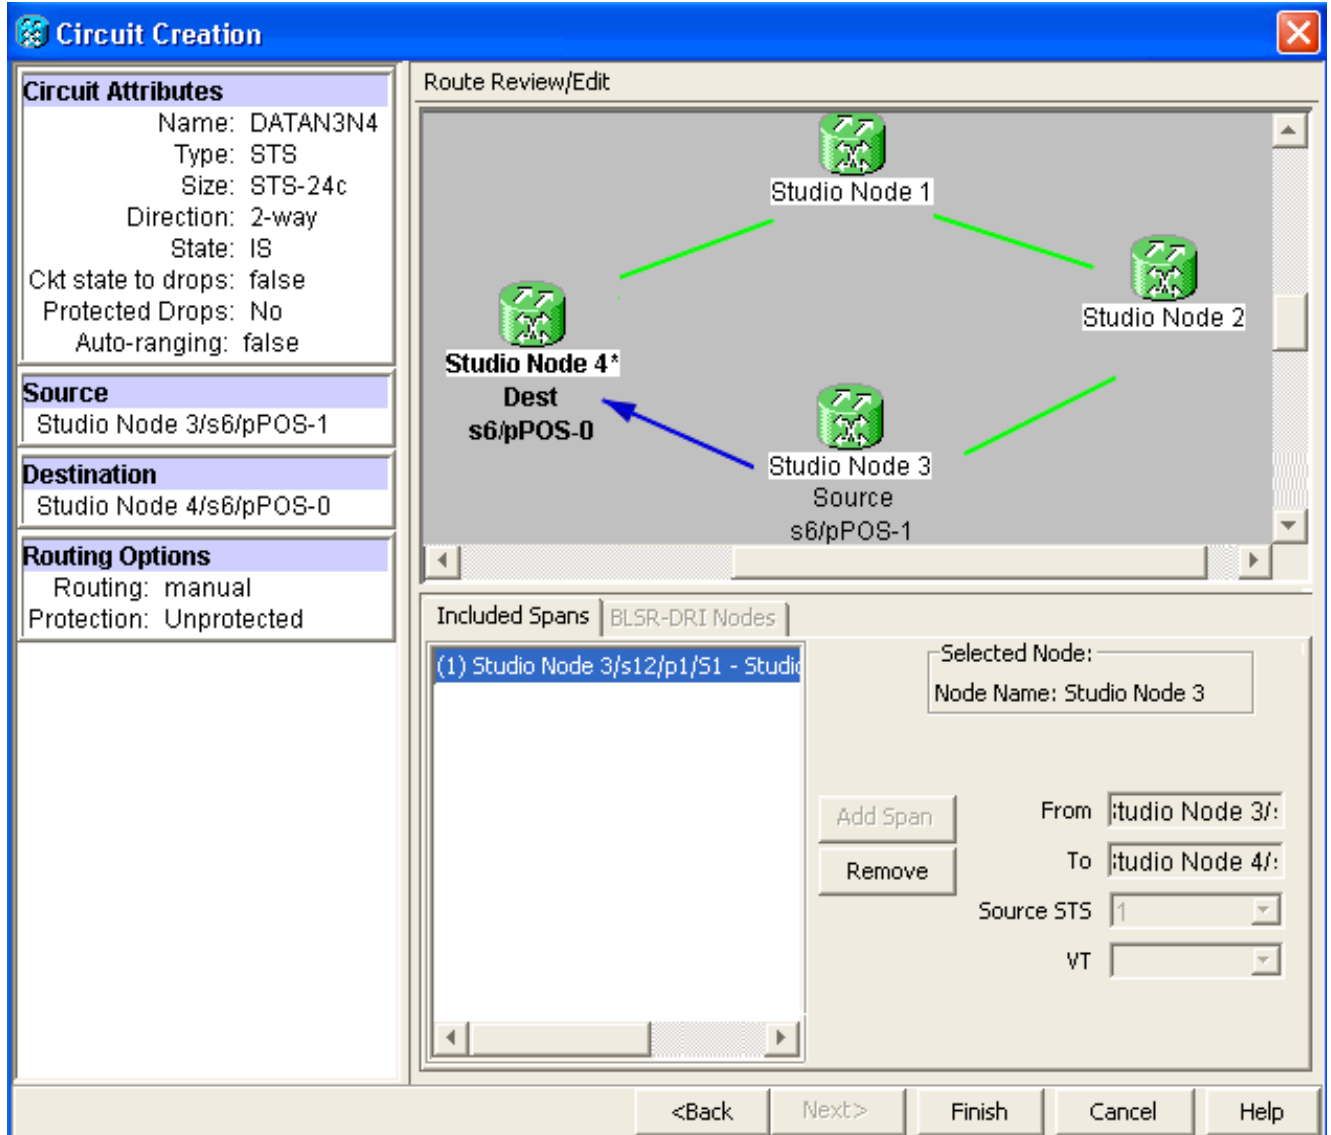 Circuit Creation
Circuit Attributes
Name: DATAN3N4
Type: STS
Size: STS-24c
Direction: 2-way
State: IS
Ckt state to drops: false
Protected Drops: No
Auto-ranging: false
Source
Studio Node 3/s6/pPOS-1
Destination
Studio Node 4/s6/pPOS-0
Routing Options
Routing: manual
Protection: Unprotected
Route Review/Edit
Studio Node 1
Studio Node 2
Studio Node 4*
Dest
s6/pPOS-0
Studio Node 3
Source
s6/pPOS-1
Included Spans
BLSR-DRI Nodes
(1) Studio Node 3/s12/p1/S1 - Studio
Selected Node:
Node Name: Studio Node 3
Add Span
Remove
From tudio Node 3/
To tudio Node 4/
Source STS 1
VT
<Back
Next>
Finish
Cancel
Help